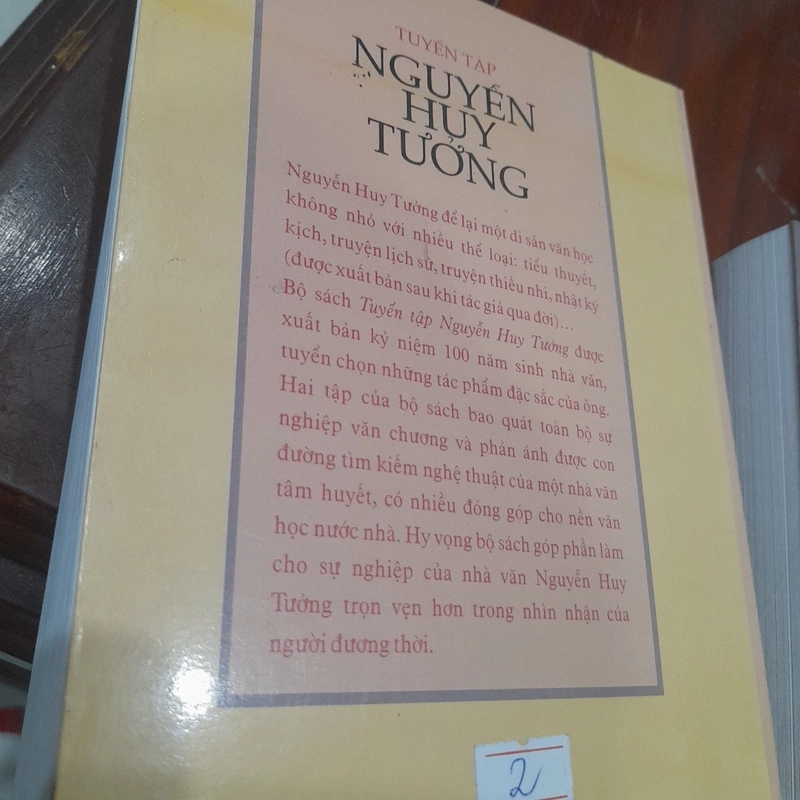 TUYỂN TẬP
NGUYỄN
HUY
TƯỞNG
Nguyễn Huy Tưởng để lại một di sản văn học
không nhỏ với nhiều thể loại: tiểu thuyết,
kịch, truyện lịch sử, truyện thiếu nhi, nhật ký
(được xuất bản sau khi tác giả qua đời)...
Bộ sách Tuyển tập Nguyễn Huy Tưởng được
xuất bản kỷ niệm 100 năm sinh nhà văn,
tuyển chọn những tác phẩm đặc sắc của ông.
Hai tập của bộ sách bao quát toàn bộ sự
nghiệp văn chương và phản ánh được con
đường tìm kiếm nghệ thuật của một nhà văn
tâm huyết, có nhiều đóng góp cho nền văn
học nước nhà. Hy vọng bộ sách góp phần làm
cho sự nghiệp của nhà văn Nguyễn Huy
Tưởng trọn vẹn hơn trong nhìn nhận của
người đương thời.
2